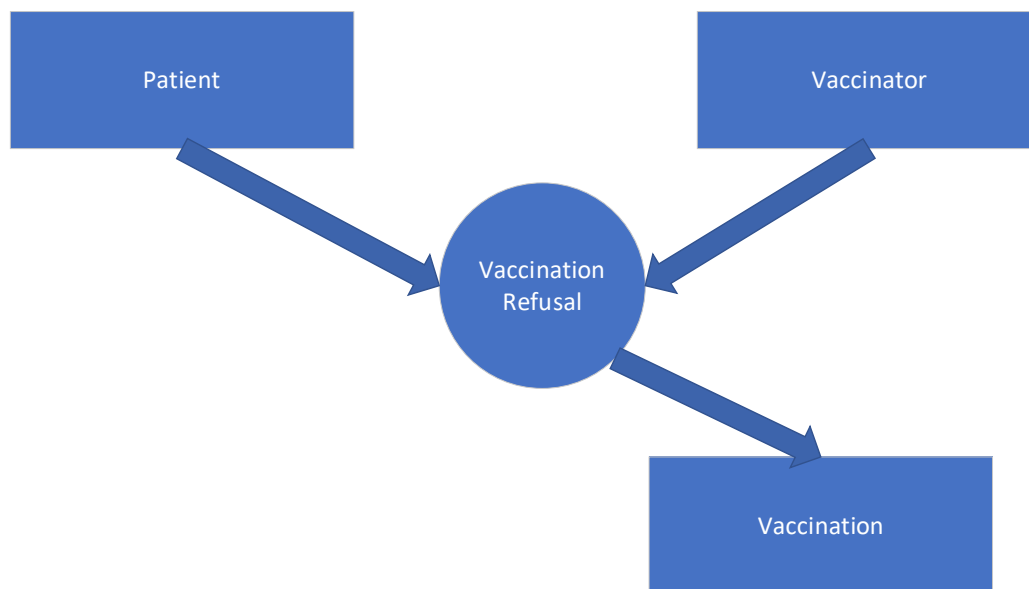 Patient
Vaccinator
Vaccination
Refusal
Vaccination